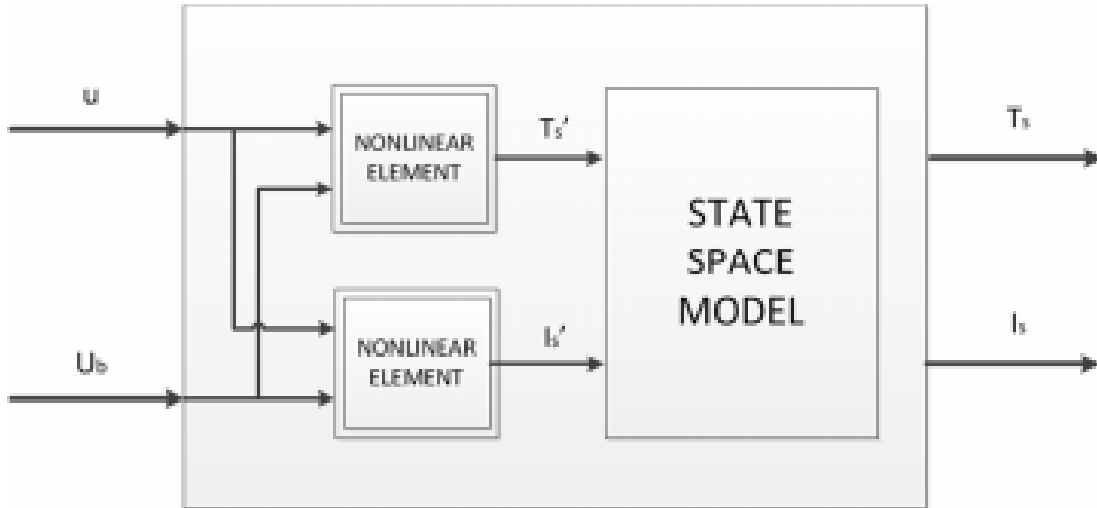 u
NONLINEAR
ELEMENT
Ts'
Ts
STATE
SPACE
MODEL
Ub
NONLINEAR
ELEMENT
Is'
Is